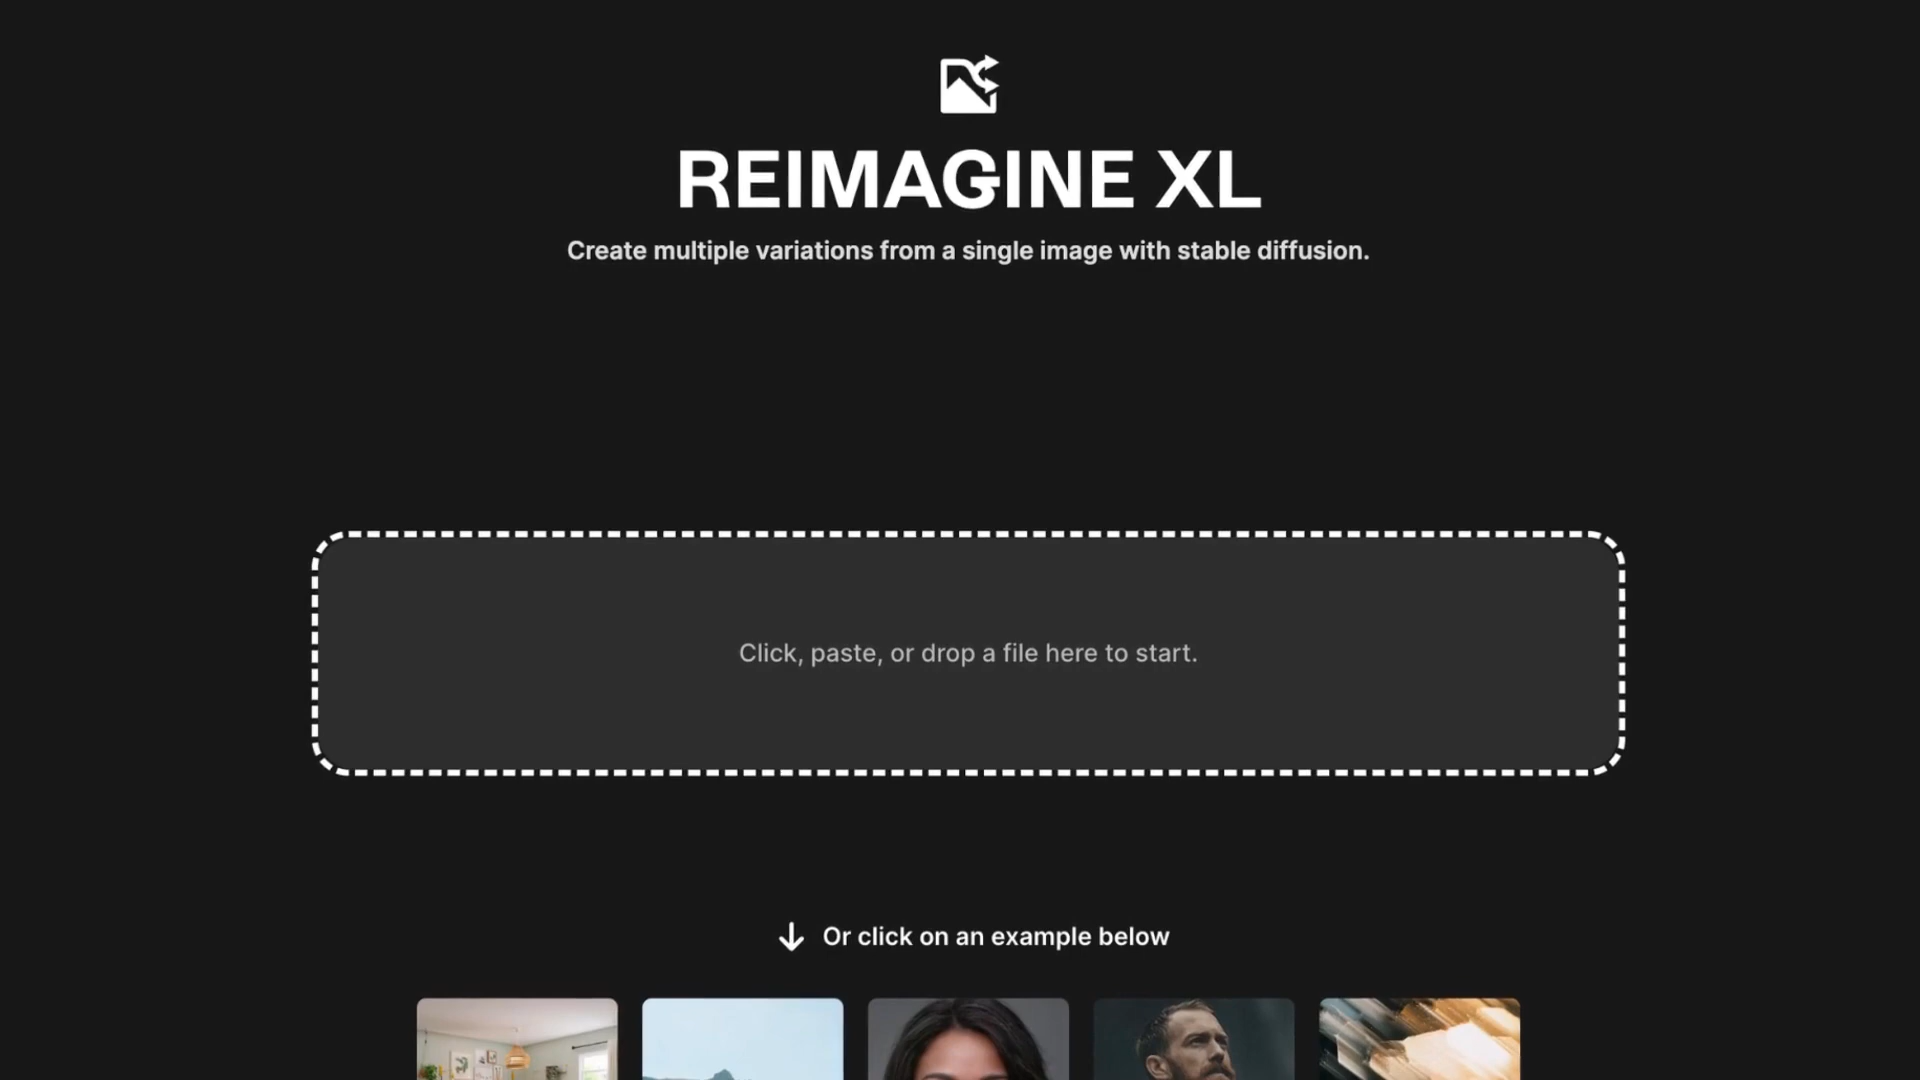 REIMAGINE XL
Create multiple variations from a single image with stable diffusion.
Click, paste, or drop a file here to start.
Or click on an example below